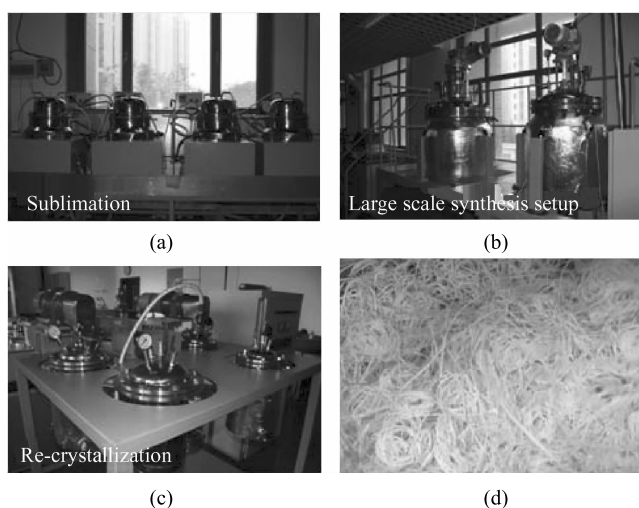 Sublimation
Large scale synthesis setup
(a)
(b)
Re-crystallization
(c)
(d)